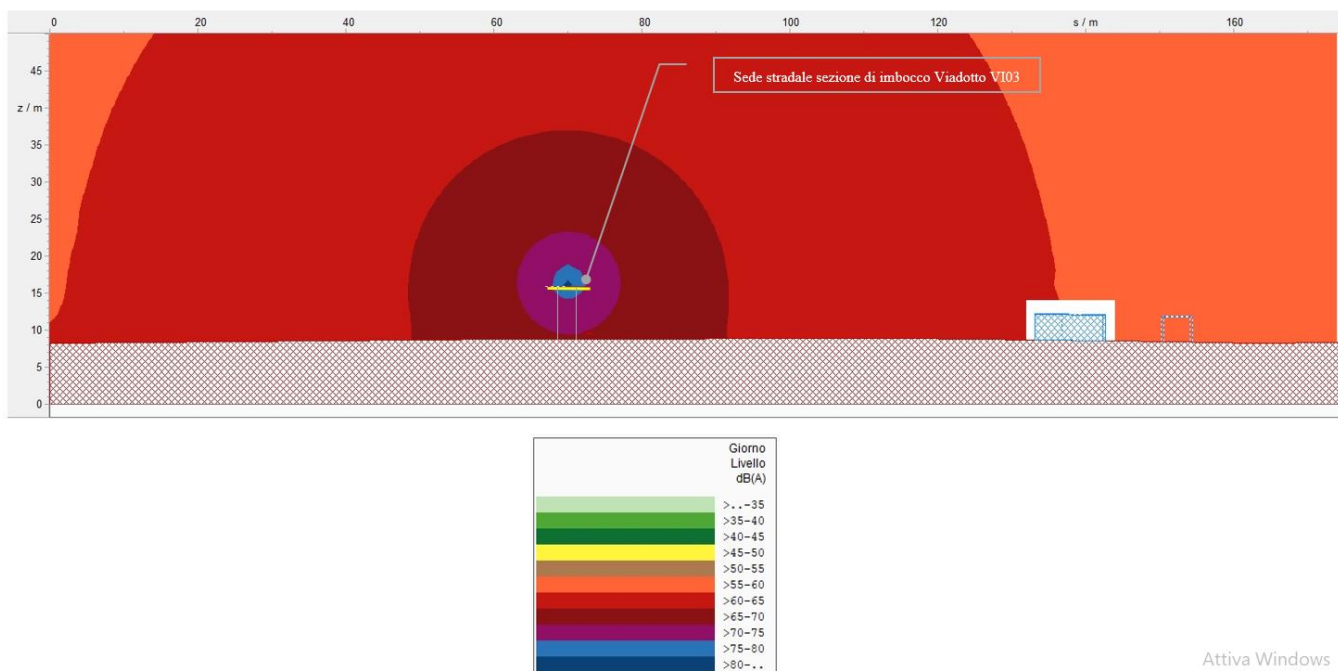 0 20 40 60 80 100 120 s / m 160
45
z / m
35
30
25
20
15
10
5
0
Sede stradale sezione di imbocco Viadotto VI03
Giorno
Livello
dB(A)
>..-35
>35-40
>40-45
>45-50
>50-55
>55-60
>60-65
>65-70
>70-75
>75-80
>80-..
Attiva Windows